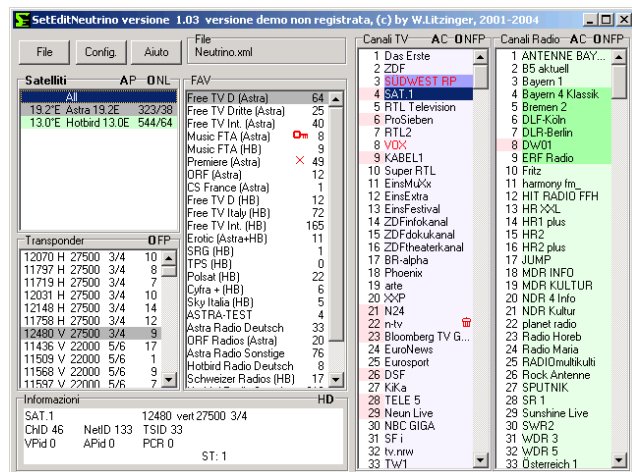 SetEditNeutrino versione 1.03 versione demo non registrata, (c) by W.Litzinger, 2001-2004
File
Config.
Aiuto
File
Neutrino.xml
Satelliti AP ONL
All
19.2°E Astra 19.2E 323/38
13.0°E Hotbird 13.0E 544/64
Transponder OFP
12070 H 27500 3/4 10
11797 H 27500 3/4 8
11719 H 27500 3/4 7
12031 H 27500 3/4 10
12148 H 27500 3/4 14
11758 H 27500 3/4 12
12480 V 27500 3/4 9
11436 V 22000 5/6 17
11509 V 22000 5/6 1
11568 V 22000 5/6 9
11597 V 22000 5/6 7
FAV
Free TV D (Astra) 64
Free TV Dritte (Astra) 25
Free TV Int. (Astra) 40
Music FTA (Astra) 8
Music FTA (HB) 9
Premiere (Astra) 49
ORF (Astra) 12
CS France (Astra) 1
Free TV D (HB) 12
Free TV Italy (HB) 72
Free TV Int. (HB) 165
Erotic (Astra+HB) 11
SRG (HB) 1
TPS (HB) 0
Polsat (HB) 22
Cyfra + (HB) 6
Sky Italia (HB) 5
ASTRA-TEST 4
Astra Radio Deutsch 33
ORF Radios (Astra) 20
Astra Radio Sonstige 76
Hotbird Radio Deutsch 8
Schweizer Radios (HB) 17
Informazioni HD
SAT.1 12480 vert 27500 3/4
ChID 46 NetID 133 TSID 33
VPid 0 APid 0 PCR 0
ST: 1
Canali TV AC ONFP
1 Das Erste
2 ZDF
3 SÜDWEST RP
4 SAT.1
5 RTL Television
6 ProSieben
7 RTL2
8 VOX
9 KABEL1
10 Super RTL
11 EinsMuXx
12 EinsExtra
13 EinsFestival
14 ZDFinfokanal
15 ZDFdokukanal
16 ZDFtheaterkanal
17 BR-alpha
18 Phoenix
19 arte
20 XXP
21 N24
22 n-tv
23 Bloomberg TV G...
24 EuroNews
25 Eurosport
26 DSF
27 KiKa
28 TELE 5
29 Neun Live
30 NBC GIGA
31 SF i
32 tv.nrw
33 TW1
Canali Radio AC ONFP
1 ANTENNE BAY...
2 B5 aktuell
3 Bayern 1
4 Bayern 4 Klassik
5 Bremen 2
6 DLF-Köln
7 DLR-Berlin
8 DW01
9 ERF Radio
10 Fritz
11 harmony fm_
12 HIT RADIO FFH
13 HR XXL
14 HR1 plus
15 HR2
16 HR2 plus
17 JUMP
18 MDR INFO
19 MDR KULTUR
20 NDR 4 Info
21 NDR Kultur
22 planet radio
23 Radio Horeb
24 Radio Maria
25 RADIOmultikulti
26 Rock Antenne
27 SPUTNIK
28 SR 1
29 Sunshine Live
30 SWR2
31 WDR 3
32 WDR 5
33 Österreich 1